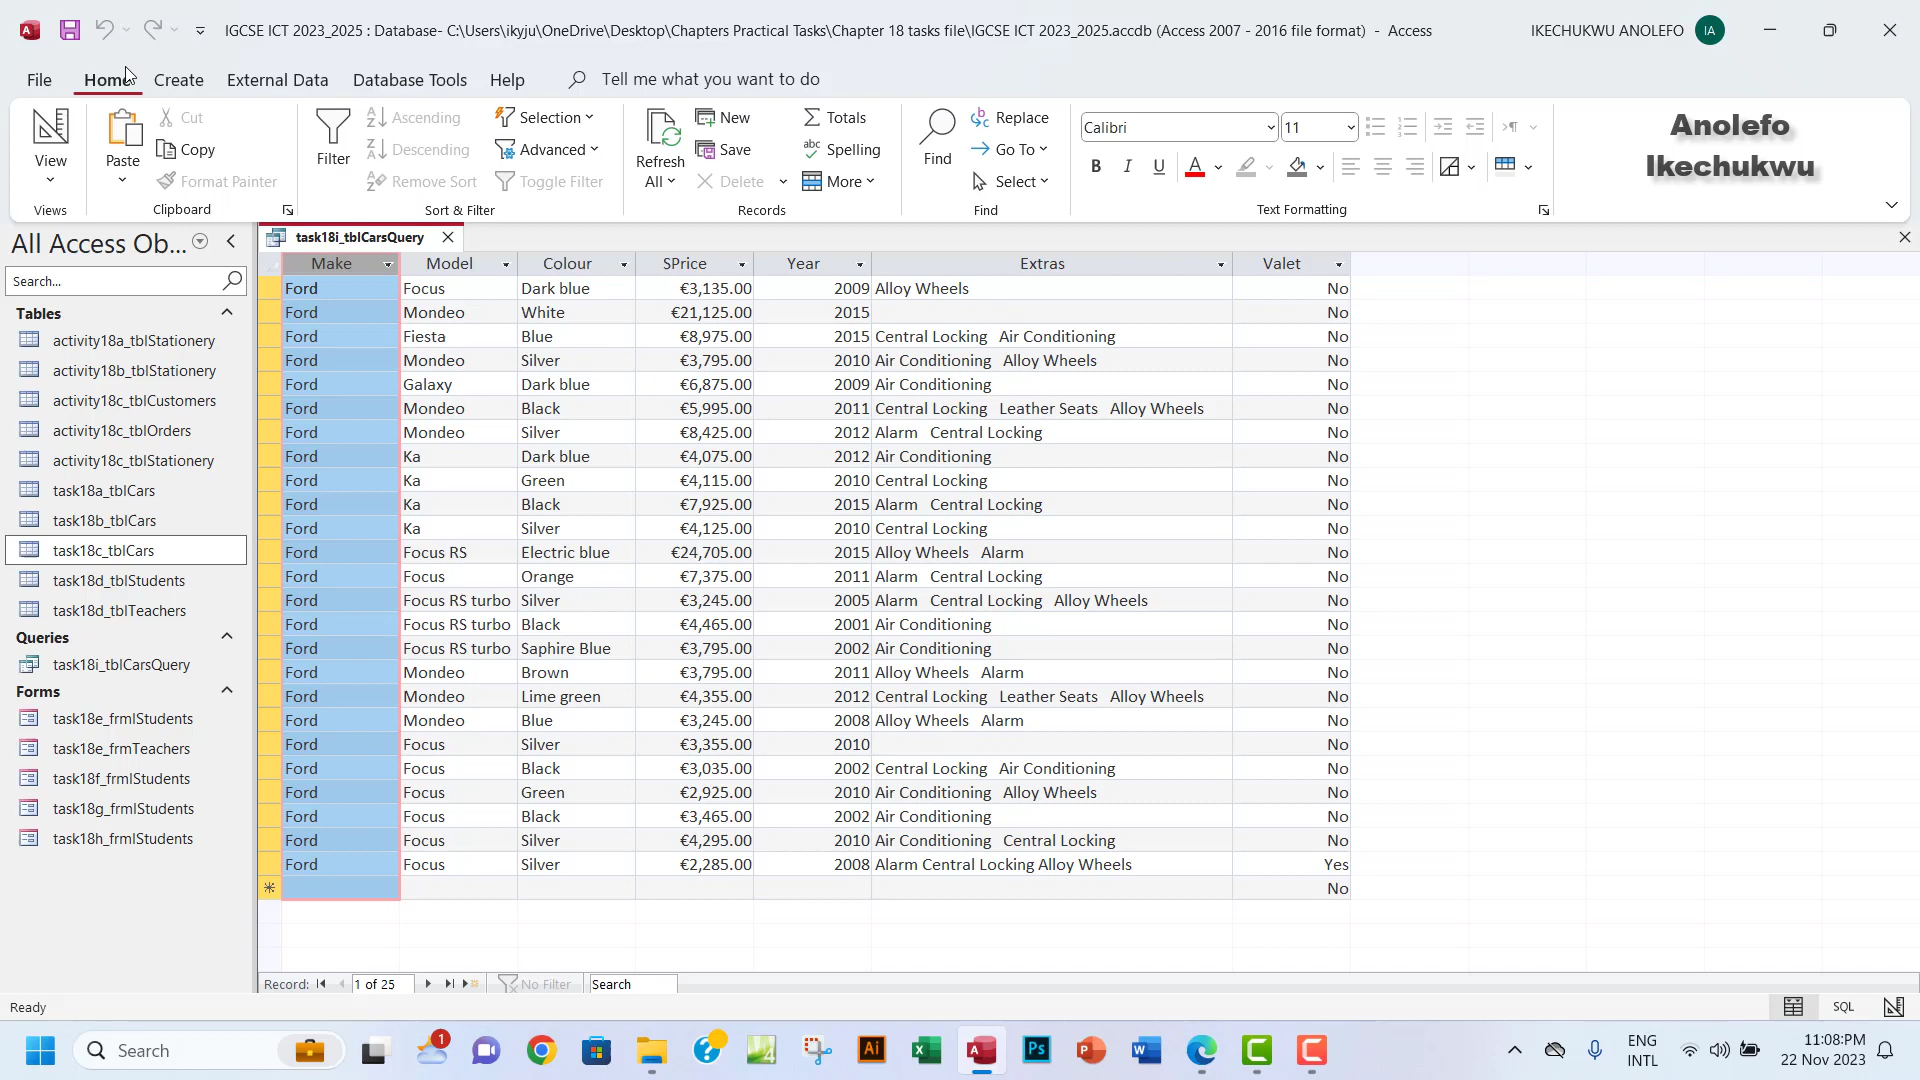 IGCSE ICT 2023_2025 : Database- C:\Users\ikyju\OneDrive\Desktop\Chapters Practical Tasks\Chapter 18 tasks file\IGCSE ICT 2023_2025.accdb (Access 2007 - 2016 file format) - Access
IKECHUKWU ANOLEFO IA
File Home Create External Data Database Tools Help Tell me what you want to do
View Paste Cut Copy Format Painter
Filter Ascending Descending Remove Sort Selection Advanced Toggle Filter
Refresh All New Save Delete Totals Spelling More
Find Replace Go To Select
Calibri 11
B I U A
Anolefo
Ikechukwu
Views Clipboard Sort & Filter Records Find Text Formatting
All Access Ob...
Search...
Tables
activity18a_tblStationery
activity18b_tblStationery
activity18c_tblCustomers
activity18c_tblOrders
activity18c_tblStationery
task18a_tblCars
task18b_tblCars
task18c_tblCars
task18d_tblStudents
task18d_tblTeachers
Queries
task18i_tblCarsQuery
Forms
task18e_frmlStudents
task18e_frmTeachers
task18f_frmlStudents
task18g_frmlStudents
task18h_frmlStudents
task18i_tblCarsQuery
Make Model Colour SPrice Year Extras Valet
Ford Focus Dark blue €3,135.00 2009 Alloy Wheels No
Ford Mondeo White €21,125.00 2015 No
Ford Fiesta Blue €8,975.00 2015 Central Locking Air Conditioning No
Ford Mondeo Silver €3,795.00 2010 Air Conditioning Alloy Wheels No
Ford Galaxy Dark blue €6,875.00 2009 Air Conditioning No
Ford Mondeo Black €5,995.00 2011 Central Locking Leather Seats Alloy Wheels No
Ford Mondeo Silver €8,425.00 2012 Alarm Central Locking No
Ford Ka Dark blue €4,075.00 2012 Air Conditioning No
Ford Ka Green €4,115.00 2010 Central Locking No
Ford Ka Black €7,925.00 2015 Alarm Central Locking No
Ford Ka Silver €4,125.00 2010 Central Locking No
Ford Focus RS Electric blue €24,705.00 2015 Alloy Wheels Alarm No
Ford Focus Orange €7,375.00 2011 Alarm Central Locking No
Ford Focus RS turbo Silver €3,245.00 2005 Alarm Central Locking Alloy Wheels No
Ford Focus RS turbo Black €4,465.00 2001 Air Conditioning No
Ford Focus RS turbo Saphire Blue €3,795.00 2002 Air Conditioning No
Ford Mondeo Brown €3,795.00 2011 Alloy Wheels Alarm No
Ford Mondeo Lime green €4,355.00 2012 Central Locking Leather Seats Alloy Wheels No
Ford Mondeo Blue €3,245.00 2008 Alloy Wheels Alarm No
Ford Focus Silver €3,355.00 2010 No
Ford Focus Black €3,035.00 2002 Central Locking Air Conditioning No
Ford Focus Green €2,925.00 2010 Air Conditioning Alloy Wheels No
Ford Focus Black €3,465.00 2002 Air Conditioning No
Ford Focus Silver €4,295.00 2010 Air Conditioning Central Locking No
Ford Focus Silver €2,285.00 2008 Alarm Central Locking Alloy Wheels Yes
No
Record: 1 of 25 No Filter Search
Ready SQL
Search
1
Ai
Ps
ENG
INTL
11:08:PM
22 Nov 2023